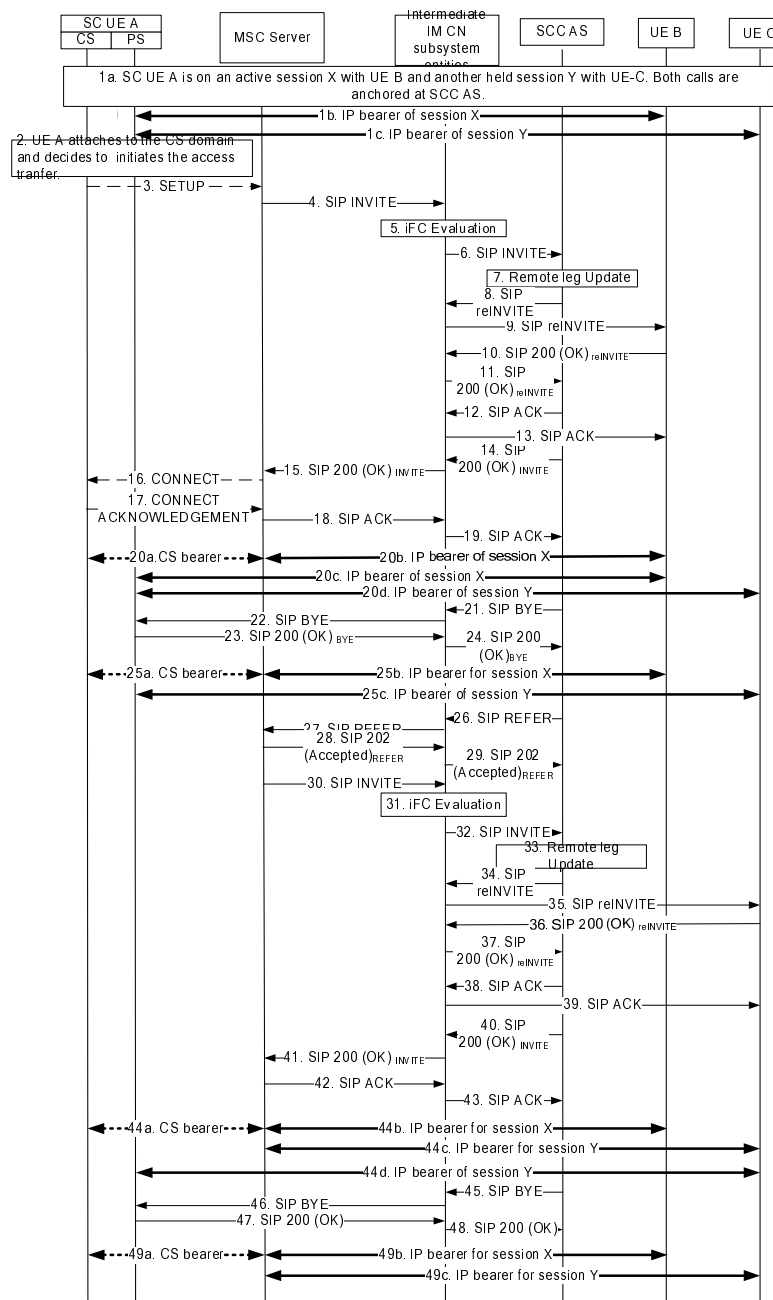 SC UE A
CS
PS
MSC Server
Intermediate
IM CN
subsystem
entities
SCC AS
UE B
UE C
1a. SC UE A is on an active session X with UE B and another held session Y with UE-C. Both calls are
anchored at SCC AS.
1b. IP bearer of session X
1c. IP bearer of session Y
2. UE A attaches to the CS domain
and decides to initiates the access
tranfer.
3. SETUP
4. SIP INVITE
5. iFC Evaluation
6. SIP INVITE
7. Remote leg Update
8. SIP
reINVITE
9. SIP reINVITE
10. SIP 200 (OK) reINVITE
11. SIP
200 (OK) reINVITE
12. SIP ACK
13. SIP ACK
14. SIP
200 (OK) INVITE
15. SIP 200 (OK) INVITE
16. CONNECT
17. CONNECT
ACKNOWLEDGEMENT
18. SIP ACK
19. SIP ACK
20a.CS bearer
20b. IP bearer of session X
20c. IP bearer of session X
20d. IP bearer of session Y
21. SIP BYE
22. SIP BYE
23. SIP 200 (OK) BYE
24. SIP 200
(OK)BYE
25a. CS bearer
25b. IP bearer for session X
25c. IP bearer of session Y
26. SIP REFER
27. SIP REFER
28. SIP 202
(Accepted)REFER
29. SIP 202
(Accepted)REFER
30. SIP INVITE
31. iFC Evaluation
32. SIP INVITE
33. Remote leg
Update
34. SIP
reINVITE
35. SIP reINVITE
36. SIP 200 (OK) reINVITE
37. SIP
200 (OK) reINVITE
38. SIP ACK
39. SIP ACK
40. SIP
200 (OK) INVITE
41. SIP 200 (OK) INVITE
42. SIP ACK
43. SIP ACK
44a. CS bearer
44b. IP bearer for session X
44c. IP bearer for session Y
44d. IP bearer of session Y
45. SIP BYE
46. SIP BYE
47. SIP 200 (OK)
48. SIP 200 (OK)
49a. CS bearer
49b. IP bearer for session X
49c. IP bearer for session Y